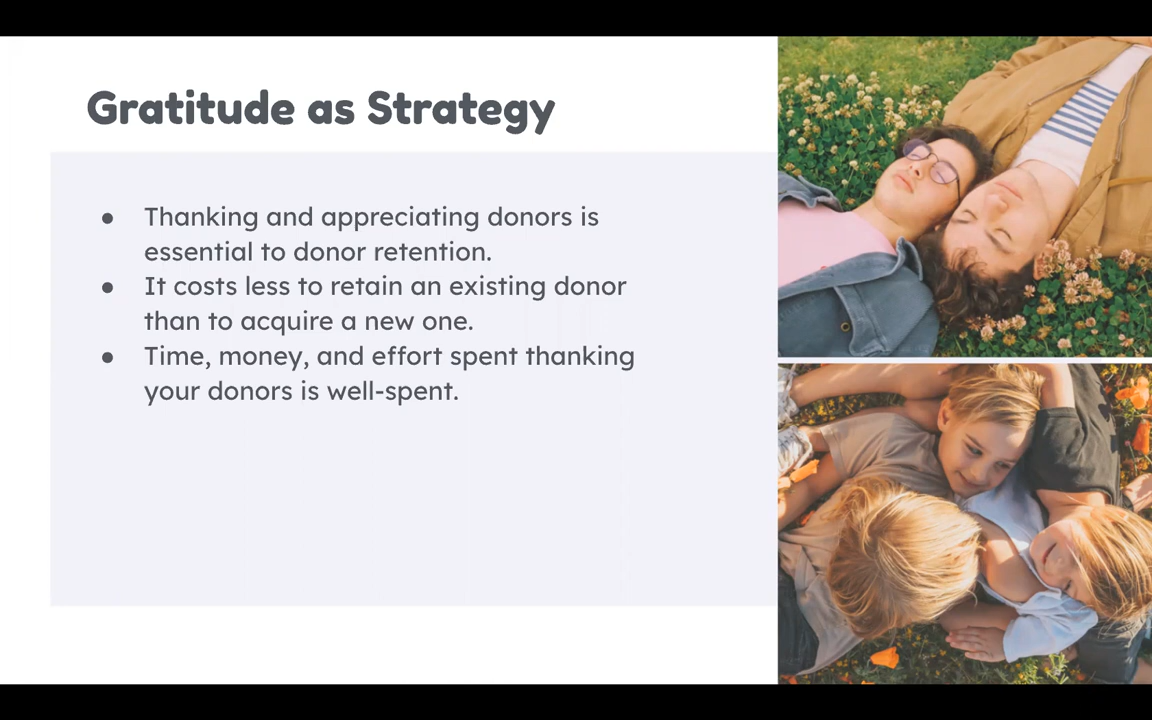 Gratitude as Strategy
● Thanking and appreciating donors is
essential to donor retention.
● It costs less to retain an existing donor
than to acquire a new one.
● Time, money, and effort spent thanking
your donors is well-spent.